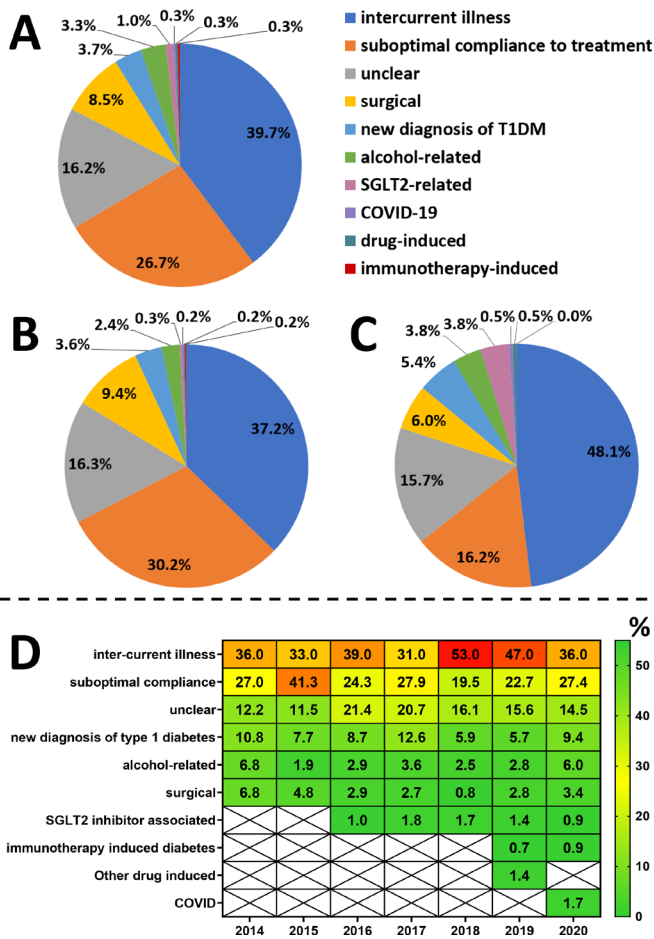 A
3.3%
1.0%
0.3%
0.3%
0.3%
3.7%
8.5%
39.7%
16.2%
26.7%
intercurrent illness
suboptimal compliance to treatment
unclear
surgical
new diagnosis of T1DM
alcohol-related
SGLT2-related
COVID-19
drug-induced
immunotherapy-induced
B
2.4%
0.3%
0.2%
0.2%
0.2%
3.6%
9.4%
37.2%
16.3%
30.2%
C
3.8%
3.8%
0.5%
0.5%
0.0%
5.4%
6.0%
48.1%
15.7%
16.2%
D
%
inter-current illness 36.0 33.0 39.0 31.0 53.0 47.0 36.0
suboptimal compliance 27.0 41.3 24.3 27.9 19.5 22.7 27.4
unclear 12.2 11.5 21.4 20.7 16.1 15.6 14.5
new diagnosis of type 1 diabetes 10.8 7.7 8.7 12.6 5.9 5.7 9.4
alcohol-related 6.8 1.9 2.9 3.6 2.5 2.8 6.0
surgical 6.8 4.8 2.9 2.7 0.8 2.8 3.4
SGLT2 inhibitor associated 1.0 1.8 1.7 1.4 0.9
immunotherapy induced diabetes 0.7 0.9
Other drug induced 1.4
COVID 1.7
2014 2015 2016 2017 2018 2019 2020
50
40
30
20
10
0